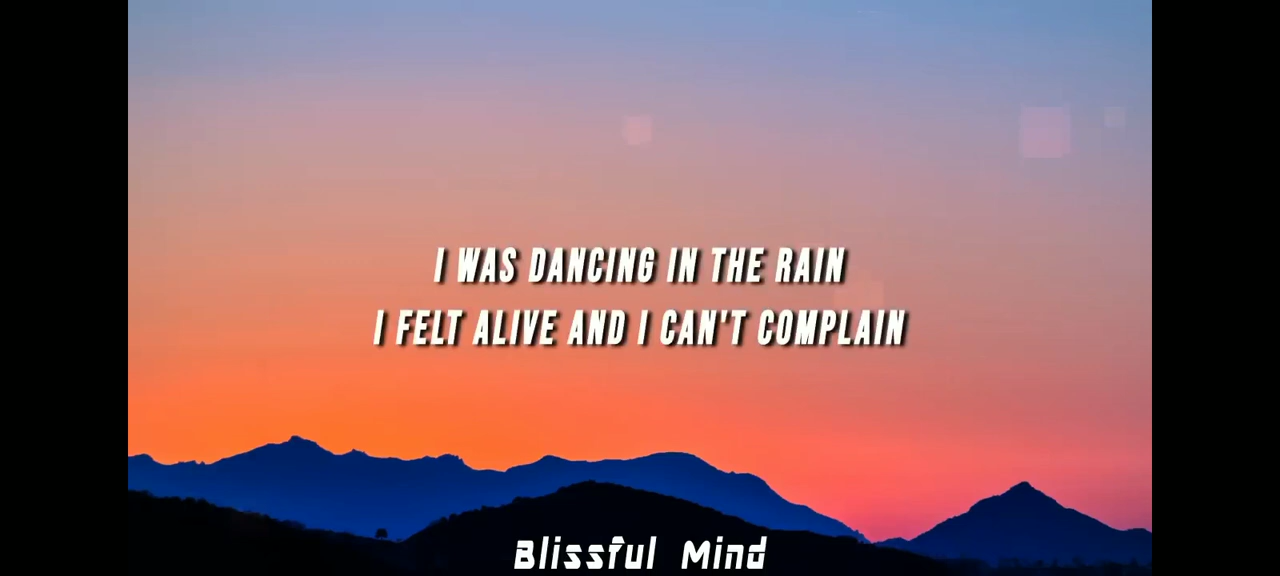 I WAS DANCING IN THE RAIN
I FELT ALIVE AND I CAN'T COMPLAIN
Blissful Mind